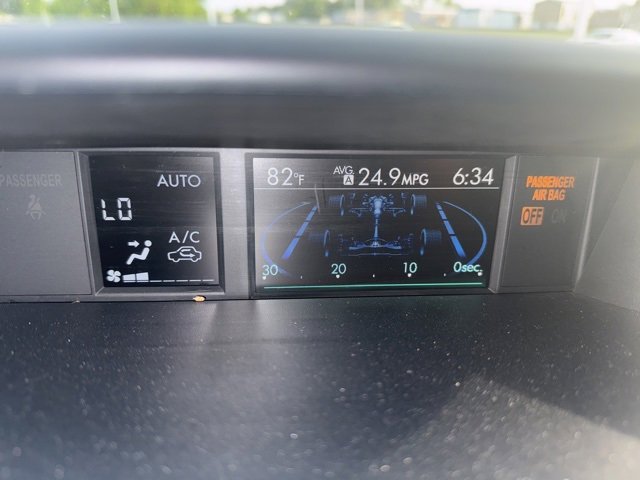 PASSENGER
AUTO
LO
A/C
82°F AVG. A 24.9MPG 6:34
30 20 10 0sec.
PASSENGER
AIR BAG
OFF ON